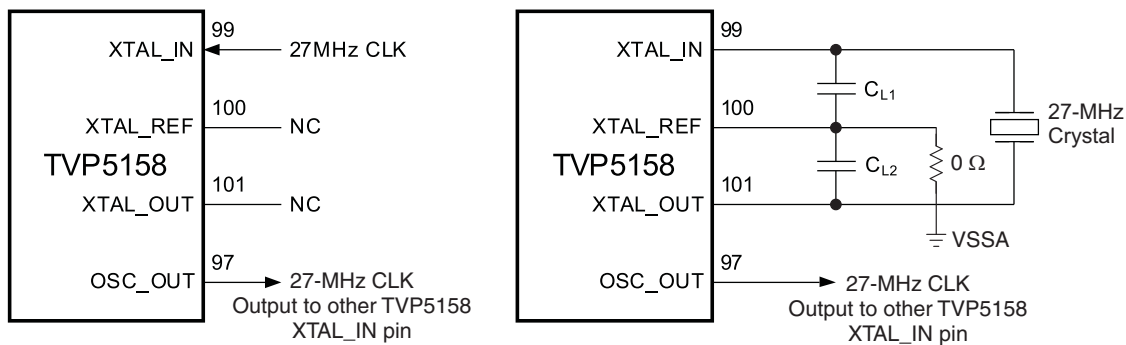 99
XTAL_IN
27MHz CLK
100
XTAL_REF
NC
TVP5158
101
XTAL_OUT
NC
97
OSC_OUT
27-MHz CLK
Output to other TVP5158
XTAL_IN pin
99
XTAL_IN
CL1
100
XTAL_REF
27-MHz
Crystal
TVP5158
CL2
0 Ω
101
XTAL_OUT
VSSA
97
OSC_OUT
27-MHz CLK
Output to other TVP5158
XTAL_IN pin